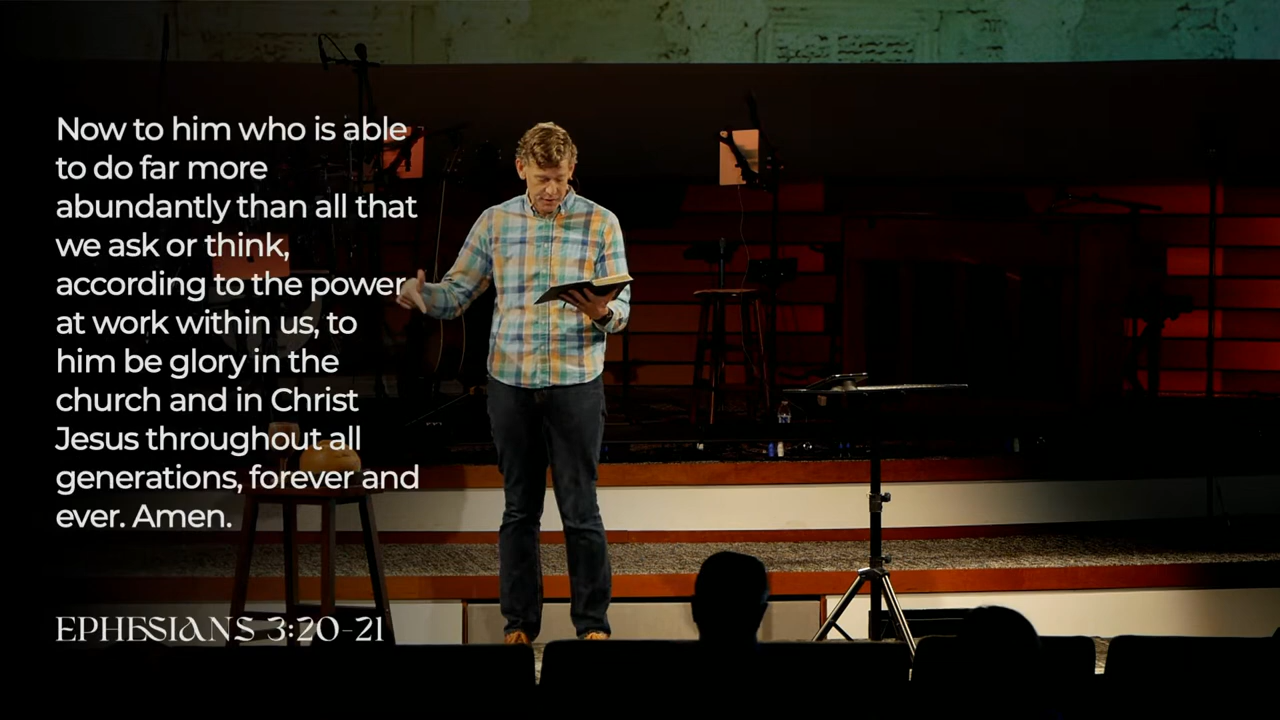 Now to him who is able
to do far more
abundantly than all that
we ask or think,
according to the power
at work within us, to
him be glory in the
church and in Christ
Jesus throughout all
generations, forever and
ever. Amen.
EPHESIANS 3:20-21